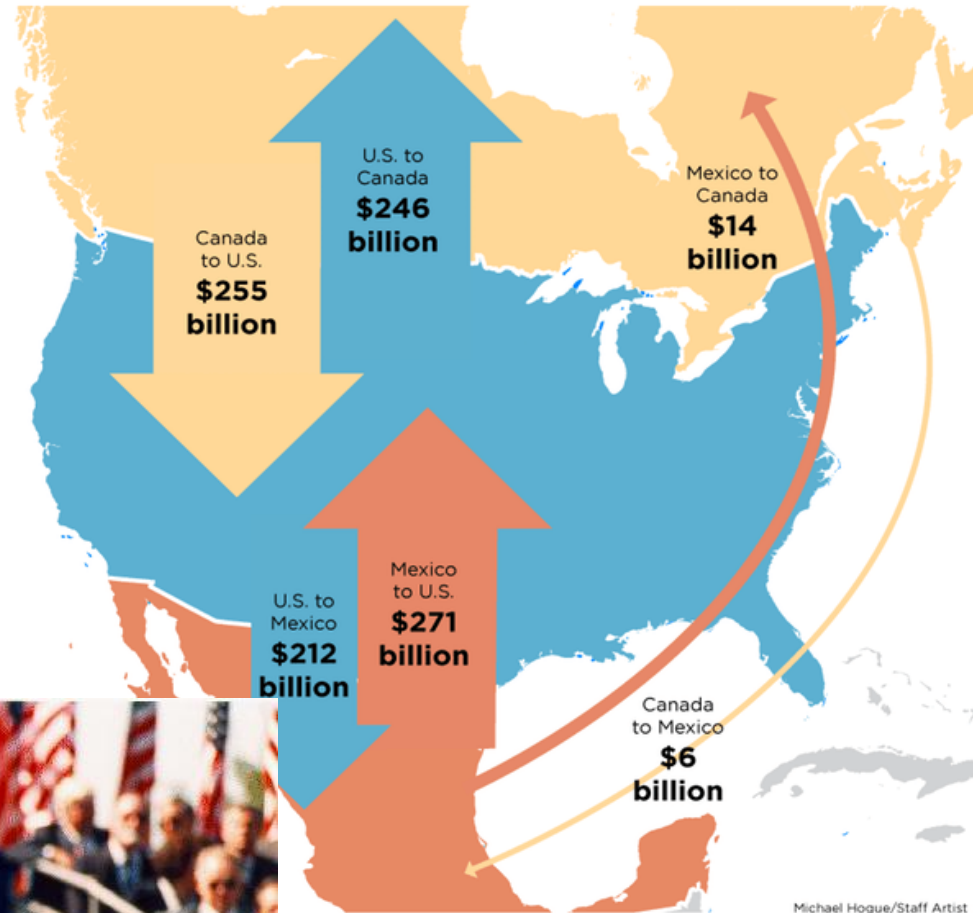 U.S. to
Canada
$246
billion
Mexico to
Canada
$14
billion
Canada
to U.S.
$255
billion
Mexico
to U.S.
$271
billion
U.S. to
Mexico
$212
billion
Canada
to Mexico
$6
billion
Michael Hogue/Staff Artist